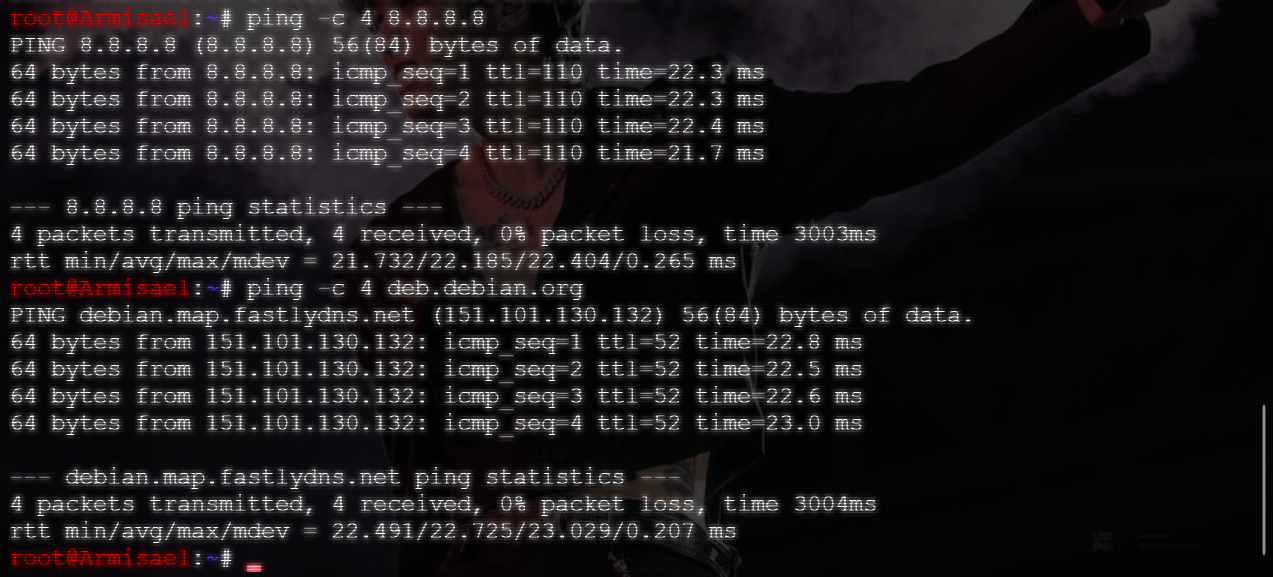 root@Armisael:~# ping -c 4 8.8.8.8
PING 8.8.8.8 (8.8.8.8) 56(84) bytes of data.
64 bytes from 8.8.8.8: icmp_seq=1 ttl=110 time=22.3 ms
64 bytes from 8.8.8.8: icmp_seq=2 ttl=110 time=22.3 ms
64 bytes from 8.8.8.8: icmp_seq=3 ttl=110 time=22.4 ms
64 bytes from 8.8.8.8: icmp_seq=4 ttl=110 time=21.7 ms
--- 8.8.8.8 ping statistics ---
4 packets transmitted, 4 received, 0% packet loss, time 3003ms
rtt min/avg/max/mdev = 21.732/22.185/22.404/0.265 ms
root@Armisael:~# ping -c 4 deb.debian.org
PING debian.map.fastlydns.net (151.101.130.132) 56(84) bytes of data.
64 bytes from 151.101.130.132: icmp_seq=1 ttl=52 time=22.8 ms
64 bytes from 151.101.130.132: icmp_seq=2 ttl=52 time=22.5 ms
64 bytes from 151.101.130.132: icmp_seq=3 ttl=52 time=22.6 ms
64 bytes from 151.101.130.132: icmp_seq=4 ttl=52 time=23.0 ms
--- debian.map.fastlydns.net ping statistics ---
4 packets transmitted, 4 received, 0% packet loss, time 3004ms
rtt min/avg/max/mdev = 22.491/22.725/23.029/0.207 ms
root@Armisael:~#